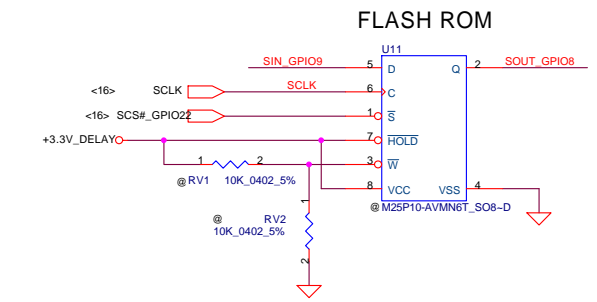 FLASH ROM
U11
SIN_GPIO9 5 D Q 2 SOUT_GPIO8
<16> SCLK SCLK 6 C
<16> SCS#_GPIO22 1 S
+3.3V_DELAY 7 HOLD
1 2 3 W
@ RV1 10K_0402_5% 8 VCC VSS 4
@ M25P10-AVMN6T_SO8~D
1
@ RV2
10K_0402_5%
2